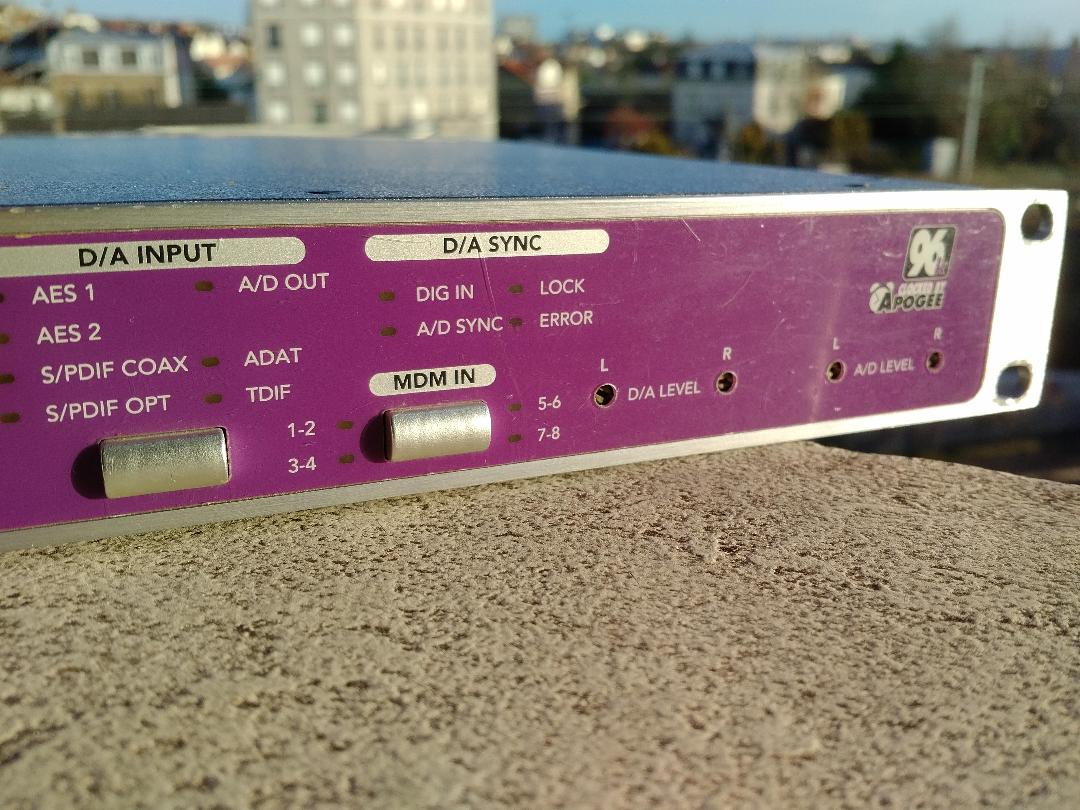 D/A INPUT
AES 1
A/D OUT
AES 2
S/PDIF COAX
ADAT
S/PDIF OPT
TDIF
D/A SYNC
DIG IN
LOCK
A/D SYNC
ERROR
MDM IN
1-2
5-6
3-4
7-8
L
R
D/A LEVEL
L
R
A/D LEVEL
96
CLOCKED BY
APOGEE